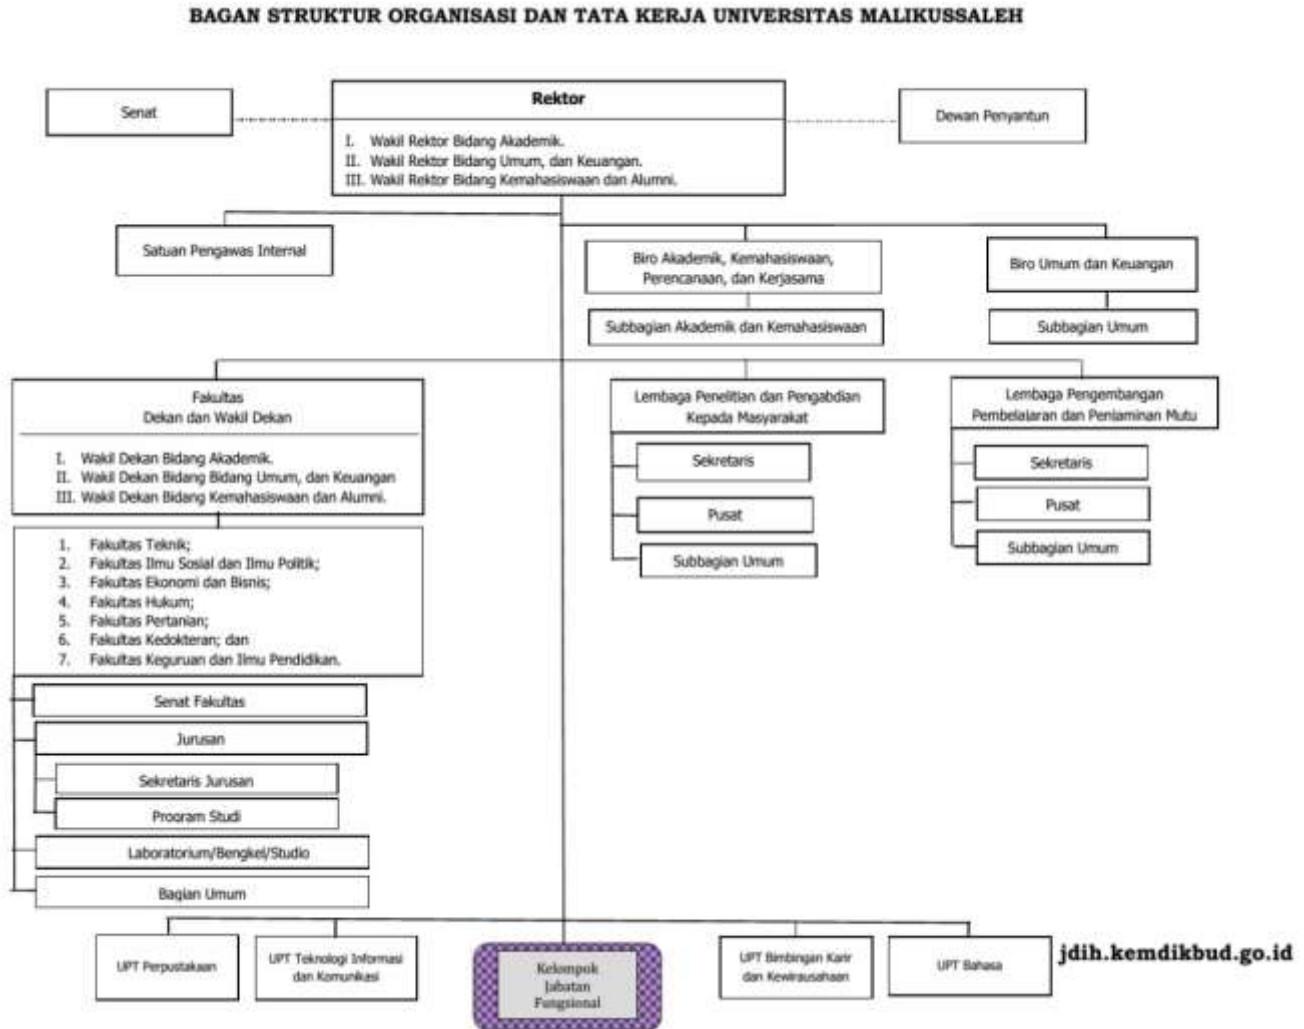 BAGAN STRUKTUR ORGANISASI DAN TATA KERJA UNIVERSITAS MALIKUSSALEH
Senat
Rektor
I. Wakil Rektor Bidang Akademik.
II. Wakil Rektor Bidang Umum, dan Keuangan.
III. Wakil Rektor Bidang Kemahasiswaan dan Alumni.
Dewan Penyantun
Satuan Pengawas Internal
Biro Akademik, Kemahasiswaan,
Perencanaan, dan Kerjasama
Biro Umum dan Keuangan
Subbagian Akademik dan Kemahasiswaan
Subbagian Umum
Fakultas
Dekan dan Wakil Dekan
I. Wakil Dekan Bidang Akademik.
II. Wakil Dekan Bidang Bidang Umum, dan Keuangan
III. Wakil Dekan Bidang Kemahasiswaan dan Alumni.
Lembaga Penelitian dan Pengabdian
Kepada Masyarakat
Sekretaris
Pusat
Subbagian Umum
Lembaga Pengembangan
Pembelajaran dan Penjaminan Mutu
Sekretaris
Pusat
Subbagian Umum
1. Fakultas Teknik;
2. Fakultas Ilmu Sosial dan Ilmu Politik;
3. Fakultas Ekonomi dan Bisnis;
4. Fakultas Hukum;
5. Fakultas Pertanian;
6. Fakultas Kedokteran; dan
7. Fakultas Keguruan dan Ilmu Pendidikan.
Senat Fakultas
Jurusan
Sekretaris Jurusan
Program Studi
Laboratorium/Bengkel/Studio
Bagian Umum
UPT Perpustakaan
UPT Teknologi Informasi
dan Komunikasi
Kelompok
Jabatan
Fungsional
UPT Bimbingan Karir
dan Kewirausahaan
UPT Bahasa
jdih.kemdikbud.go.id